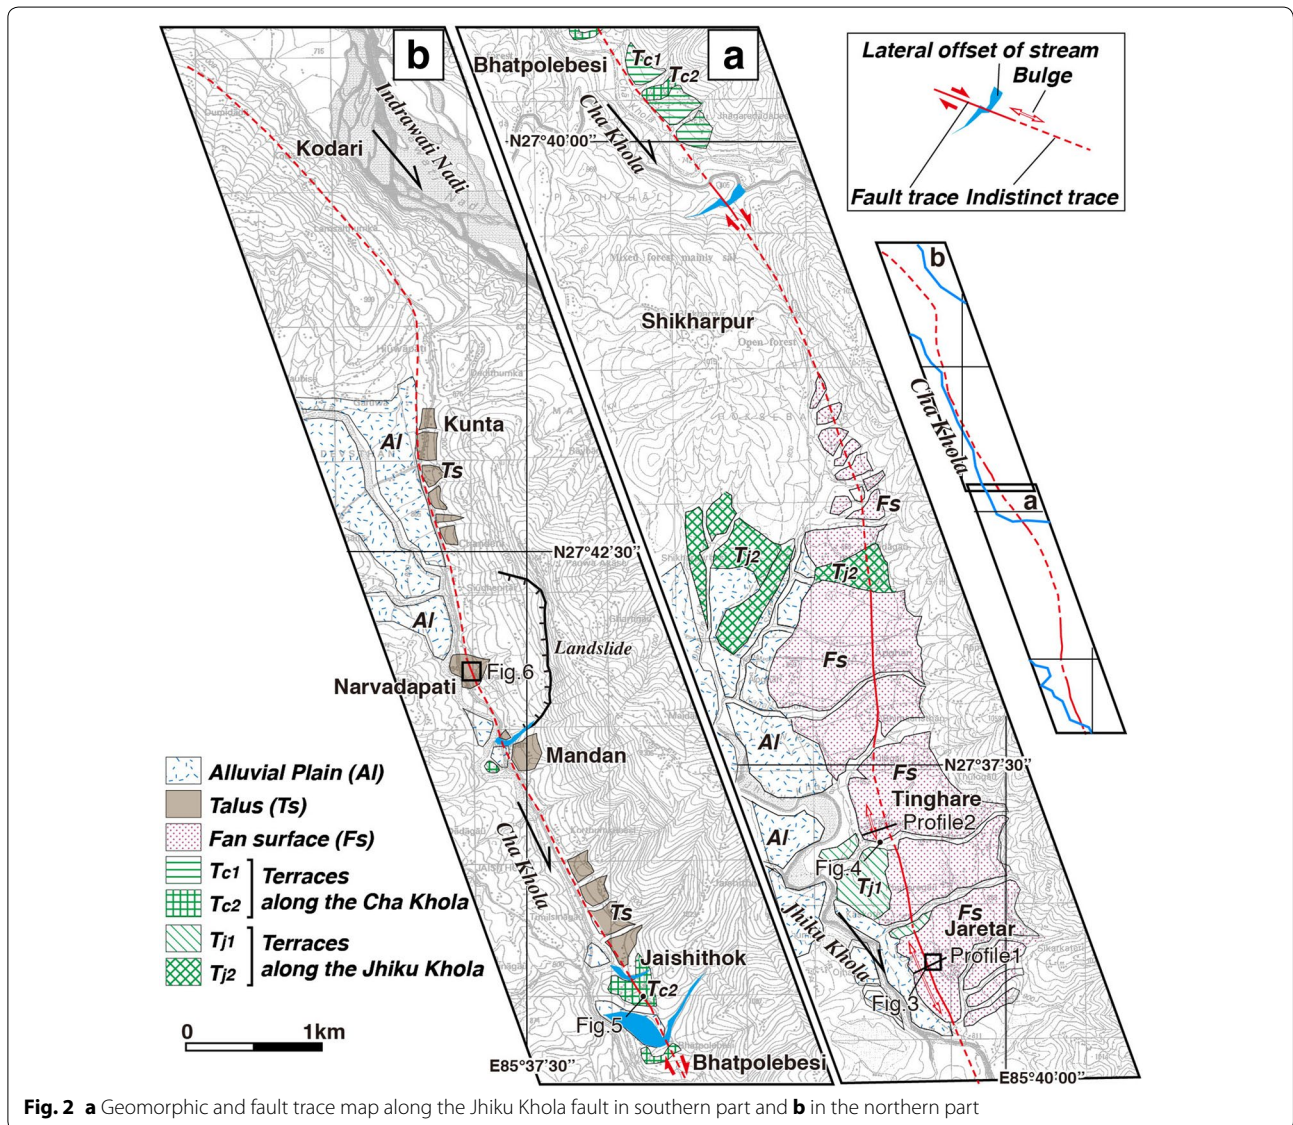 b
Indrawati Nadi
Kodari
Kunta
Al
Ts
N27°42'30"
Al
Landslide
Fig.6
Narvadapati
Mandan
Cha Khola
Ts
Jaishithok
Tc2
Fig.5
Bhatpolebesi
E85°37'30"
a
Bhatpolebesi
Tc1
Tc2
Cha Khola
N27°40'00"
Mixed forest mainly sal
Shikharpur
Open forest
Fs
Tj2
Tj2
Fs
Al
N27°37'30"
Fs
Tinghare
Profile2
Al
Fig.4
Tj1
Fs
Jaretar
Jhiku Khola
Profile1
Fig.3
E85°40'00"
Lateral offset of stream
Bulge
Fault trace Indistinct trace
b
Cha-Khola
a
Alluvial Plain (Al)
Talus (Ts)
Fan surface (Fs)
Tc1
Terraces
along the Cha Khola
Tc2
Tj1
Terraces
along the Jhiku Khola
Tj2
0 1km
Fig. 2 a Geomorphic and fault trace map along the Jhiku Khola fault in southern part and b in the northern part